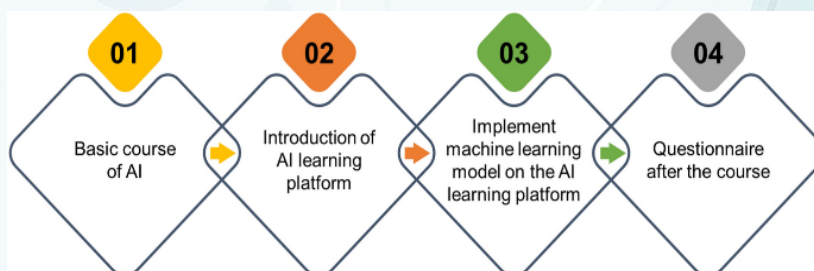 01
02
03
04
Basic course
of AI
Introduction of
AI learning
platform
Implement
machine learning
model on the AI
learning platform
Questionnaire
after the course